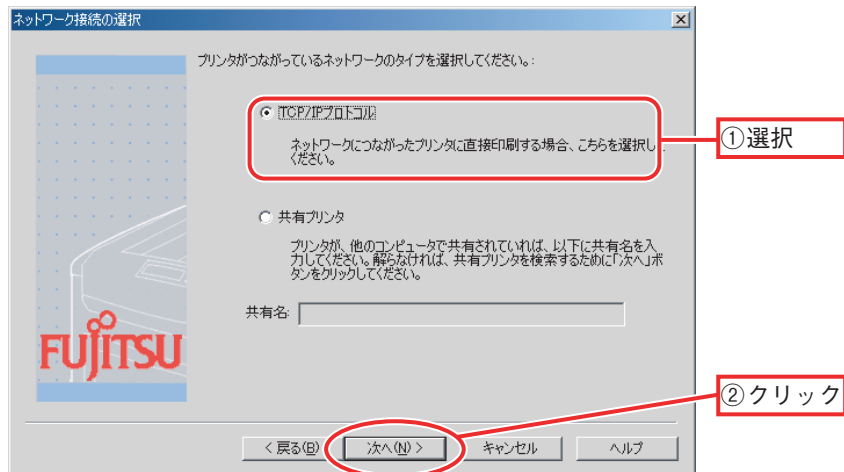 ネットワーク接続の選択
プリンタがつながっているネットワークのタイプを選択してください。:
TCP/IPプロトコル
ネットワークにつながったプリンタに直接印刷する場合、こちらを選択し
ください。
①選択
共有プリンタ
プリンタが、他のコンピュータで共有されていれば、以下に共有名を入
力してください。解らなければ、共有プリンタを検索するために「次へ」ボ
タンをクリックしてください。
共有名:
FUJITSU
②クリック
< 戻る(B)
次へ(N) >
キャンセル
ヘルプ